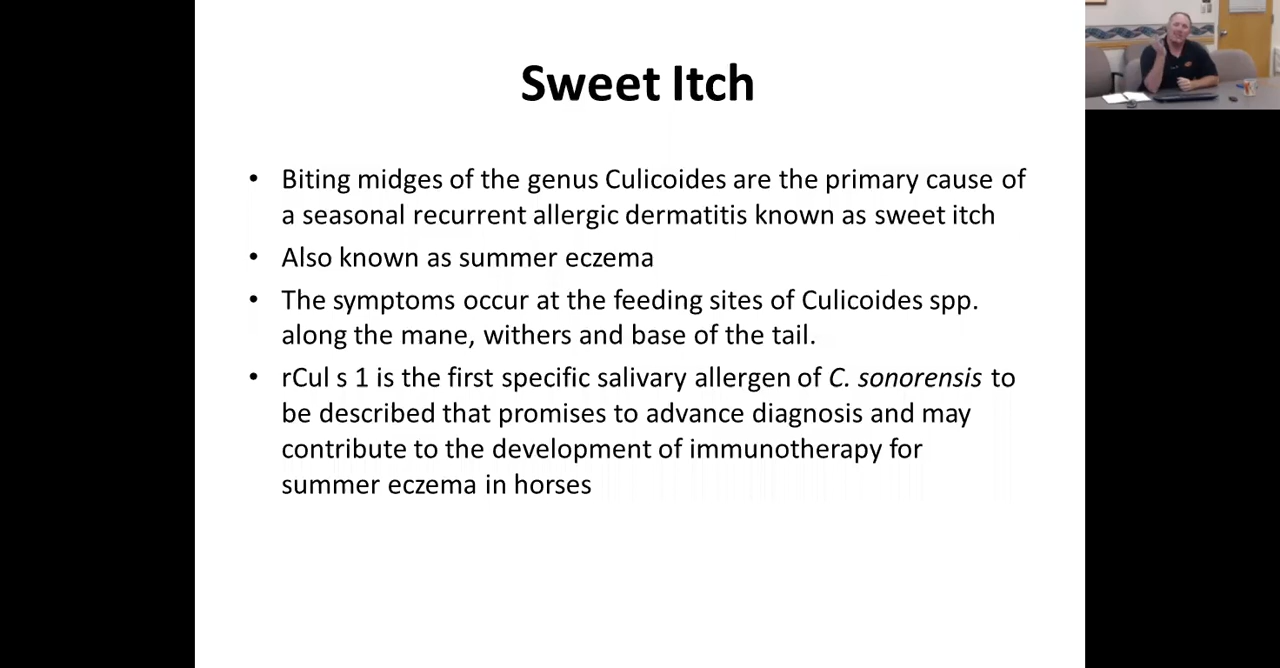 Sweet Itch
• Biting midges of the genus Culicoides are the primary cause of
a seasonal recurrent allergic dermatitis known as sweet itch
• Also known as summer eczema
• The symptoms occur at the feeding sites of Culicoides spp.
along the mane, withers and base of the tail.
• rCul s 1 is the first specific salivary allergen of C. sonorensis to
be described that promises to advance diagnosis and may
contribute to the development of immunotherapy for
summer eczema in horses